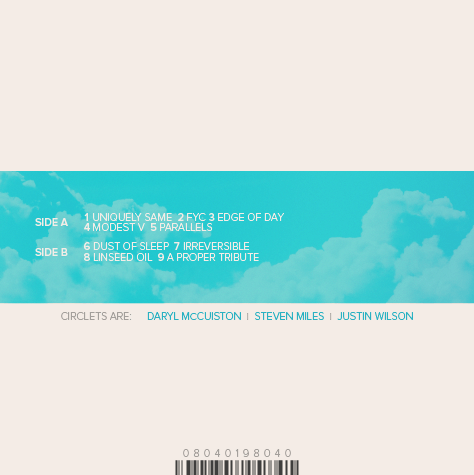 SIDE A
1 UNIQUELY SAME 2 FYC 3 EDGE OF DAY
4 MODEST V 5 PARALLELS
SIDE B
6 DUST OF SLEEP 7 IRREVERSIBLE
8 LINSEED OIL 9 A PROPER TRIBUTE
CIRCLETS ARE: DARYL MCCUISTON | STEVEN MILES | JUSTIN WILSON
08040198040